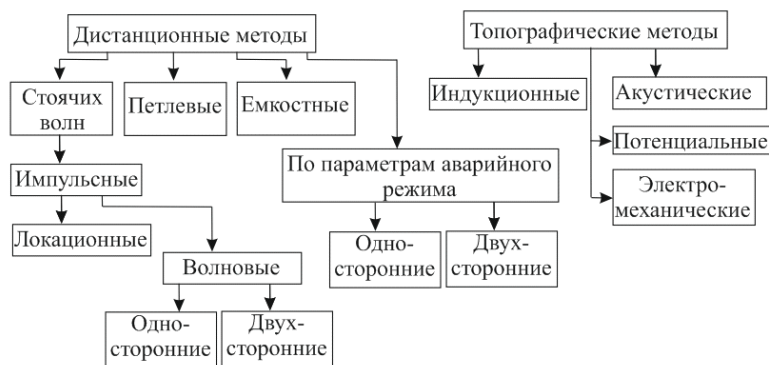 Дистанционные методы
Стоячих
волн
Петлевые
Емкостные
Импульсные
По параметрам аварийного
режима
Локационные
Волновые
Одно-
сторонние
Двух-
сторонние
Одно-
сторонние
Двух-
сторонние
Топографические методы
Индукционные
Акустические
Потенциальные
Электро-
механические